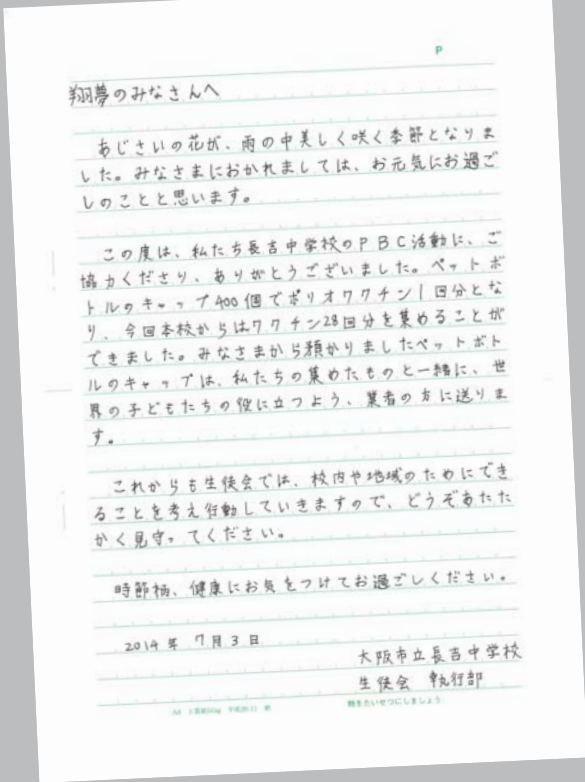 P
翔夢のみなさんへ
あじさいの花が、雨の中美しく咲く季節となりま
した。みなさまにおかれましては、お元気にお過ご
しのことと思います。
この度は、私たち長吉中学校のPBC活動に、ご
協力くださり、ありがとうございました。ペットボ
トルのキャップ400個でポリオワクチン1回分とな
り、今回本校からはワクチン28回分を集めることが
できました。みなさまから預かりましたペットボト
ルのキャップは、私たちの集めたものと一緒に、世
界の子どもたちの役に立つよう、業者の方に送りま
す。
これからも生徒会では、校内や地域のためにでき
ることを考え行動していきますので、どうぞあたた
かく見守ってください。
時節柄、健康にお気をつけてお過ごしください。
2014年 7月3日
大阪市立長吉中学校
生徒会 執行部
紙をたいせつにしましょう